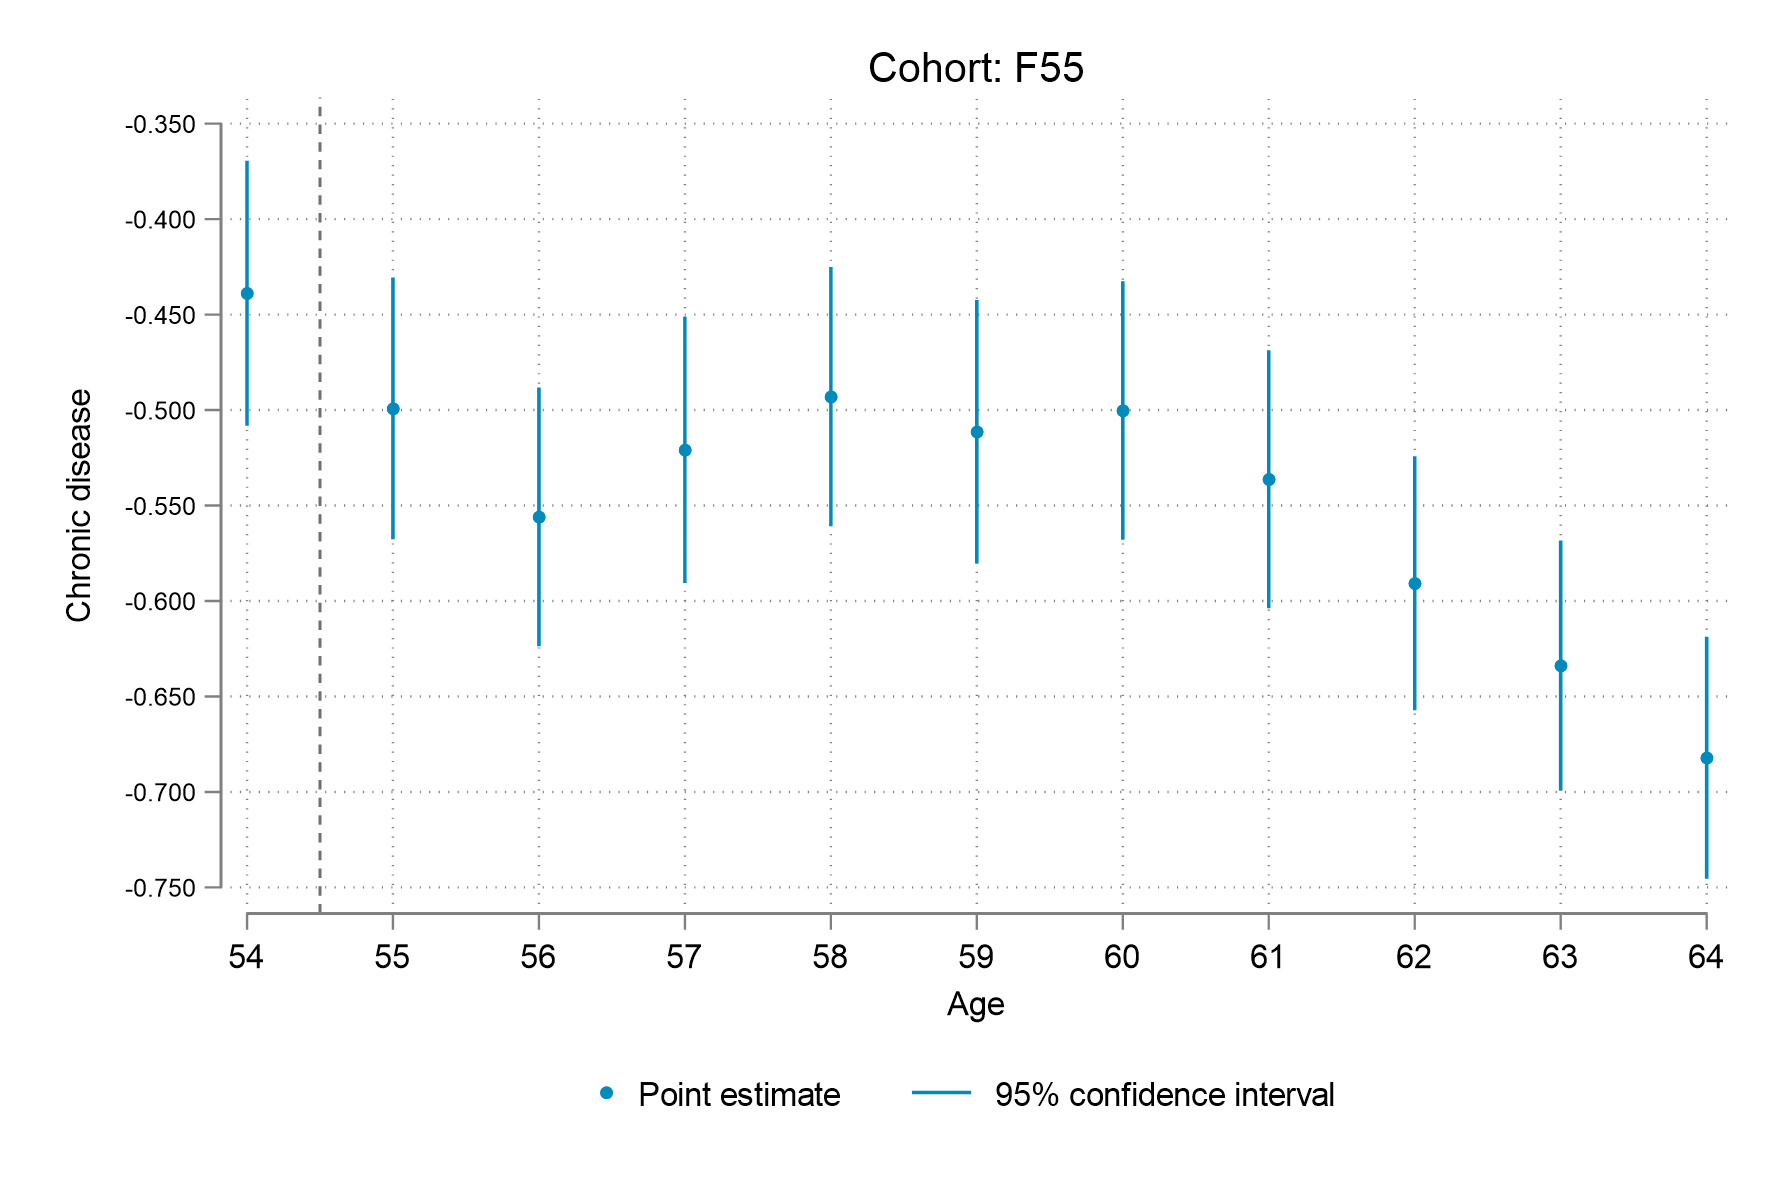 Cohort: F55
-0.350
-0.400
-0.450
-0.500
-0.550
-0.600
-0.650
-0.700
-0.750
Chronic disease
54 55 56 57 58 59 60 61 62 63 64
Age
Point estimate 95% confidence interval